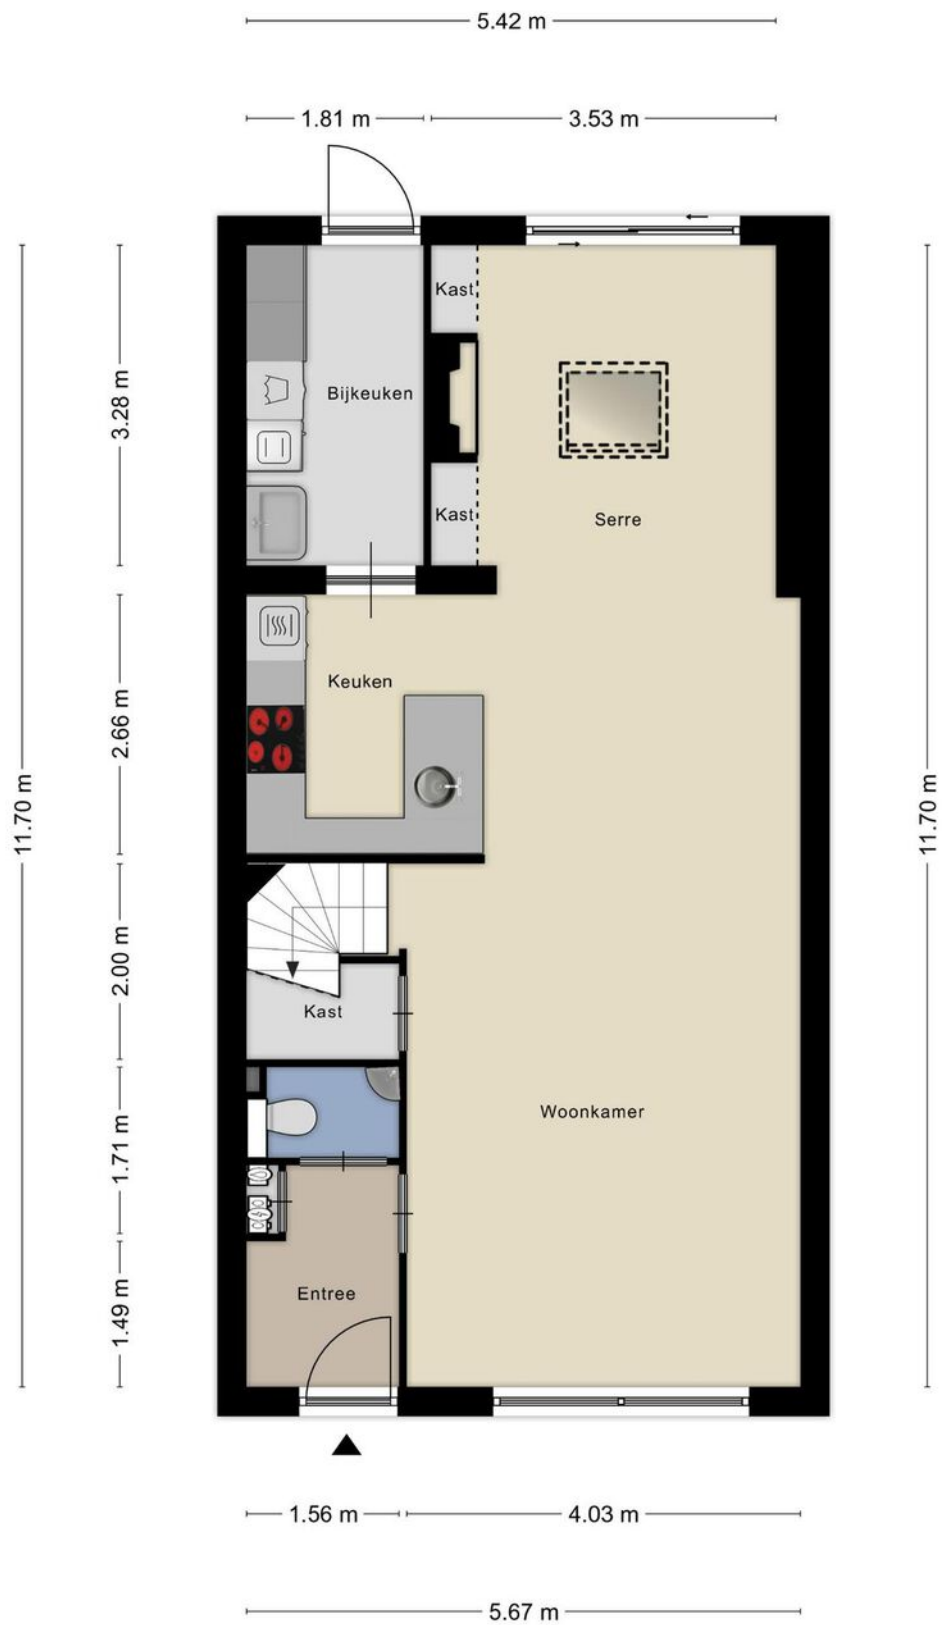 5.42 m
1.81 m
3.53 m
Kast
3.28 m
Bijkeuken
Kast
Serre
Keuken
2.66 m
11.70 m
11.70 m
2.00 m
Kast
Woonkamer
1.71 m
Entree
1.49 m
1.56 m
4.03 m
5.67 m